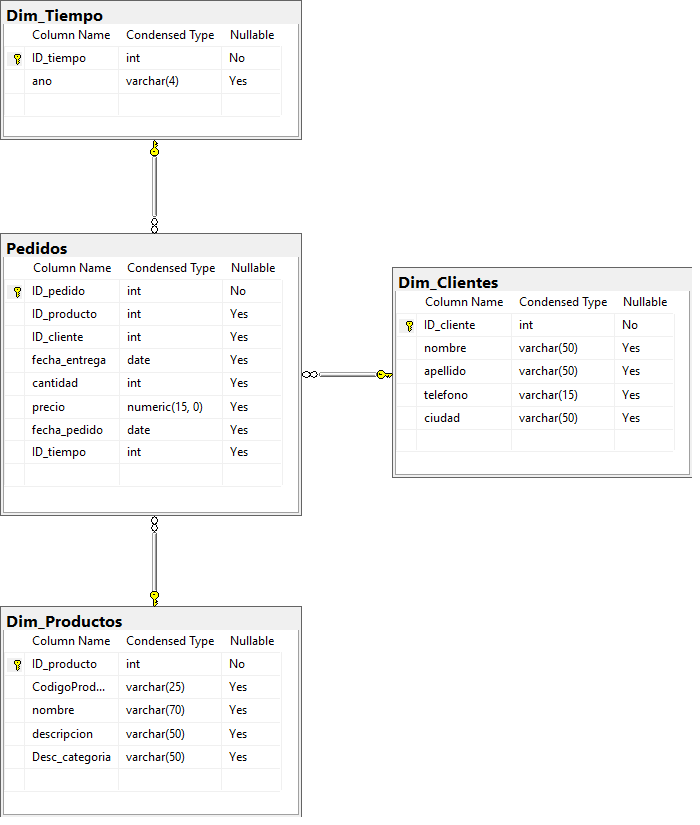 Dim_Tiempo
Column Name Condensed Type Nullable
ID_tiempo int No
ano varchar(4) Yes
Pedidos
Column Name Condensed Type Nullable
ID_pedido int No
ID_producto int Yes
ID_cliente int Yes
fecha_entrega date Yes
cantidad int Yes
precio numeric(15, 0) Yes
fecha_pedido date Yes
ID_tiempo int Yes
Dim_Clientes
Column Name Condensed Type Nullable
ID_cliente int No
nombre varchar(50) Yes
apellido varchar(50) Yes
telefono varchar(15) Yes
ciudad varchar(50) Yes
Dim_Productos
Column Name Condensed Type Nullable
ID_producto int No
CodigoProd... varchar(25) Yes
nombre varchar(70) Yes
descripcion varchar(50) Yes
Desc_categoria varchar(50) Yes